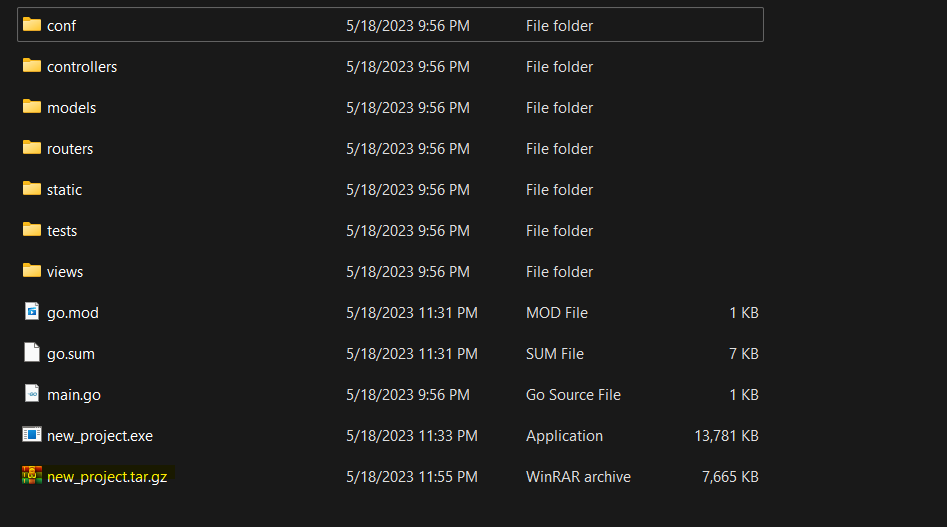 conf 5/18/2023 9:56 PM File folder
controllers 5/18/2023 9:56 PM File folder
models 5/18/2023 9:56 PM File folder
routers 5/18/2023 9:56 PM File folder
static 5/18/2023 9:56 PM File folder
tests 5/18/2023 9:56 PM File folder
views 5/18/2023 9:56 PM File folder
go.mod 5/18/2023 11:31 PM MOD File 1 KB
go.sum 5/18/2023 11:31 PM SUM File 7 KB
main.go 5/18/2023 9:56 PM Go Source File 1 KB
new_project.exe 5/18/2023 11:33 PM Application 13,781 KB
new_project.tar.gz 5/18/2023 11:55 PM WinRAR archive 7,665 KB